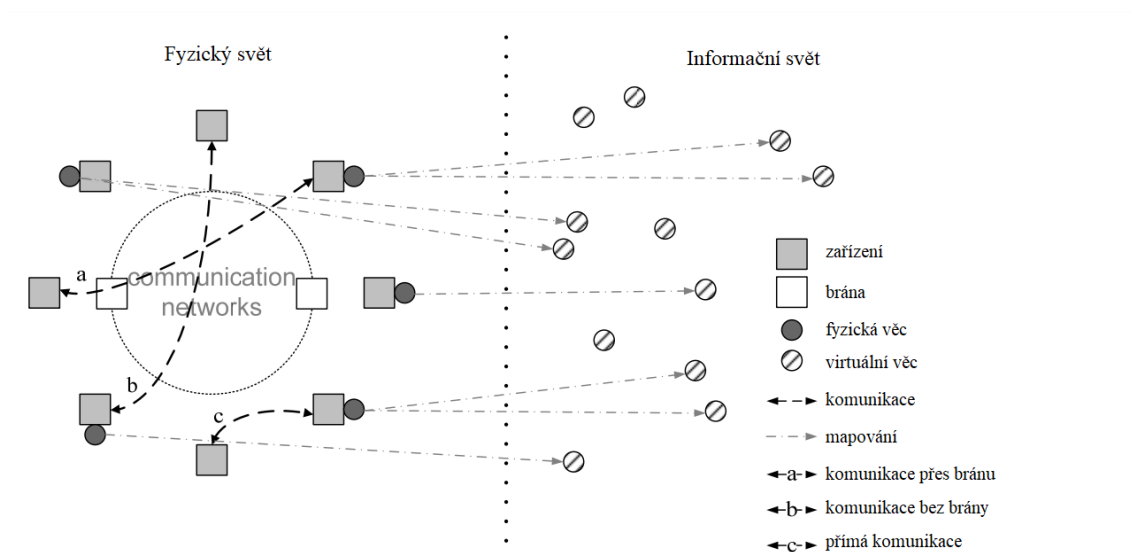 Fyzický svět
Informační svět
a
communication
networks
b
c
zařízení
brána
fyzická věc
virtuální věc
komunikace
mapování
a komunikace přes bránu
b komunikace bez brány
c přímá komunikace